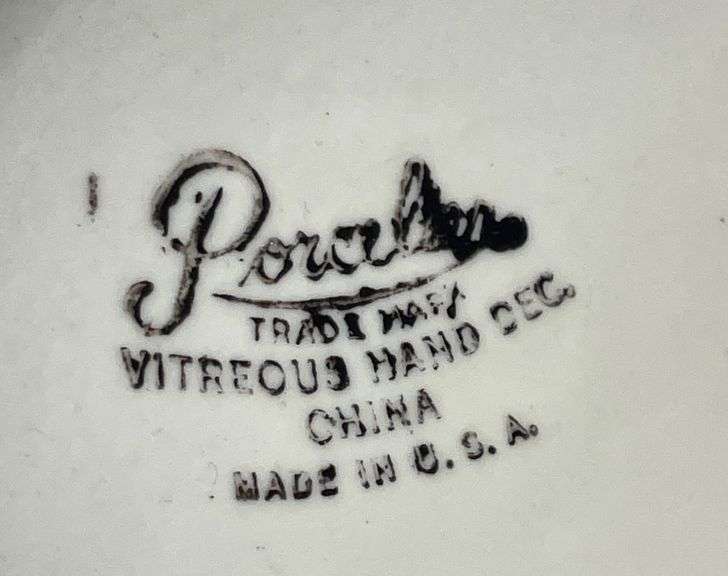 TRADE MARK
VITREOUS HAND DEC.
CHINA
MADE IN U.S.A.